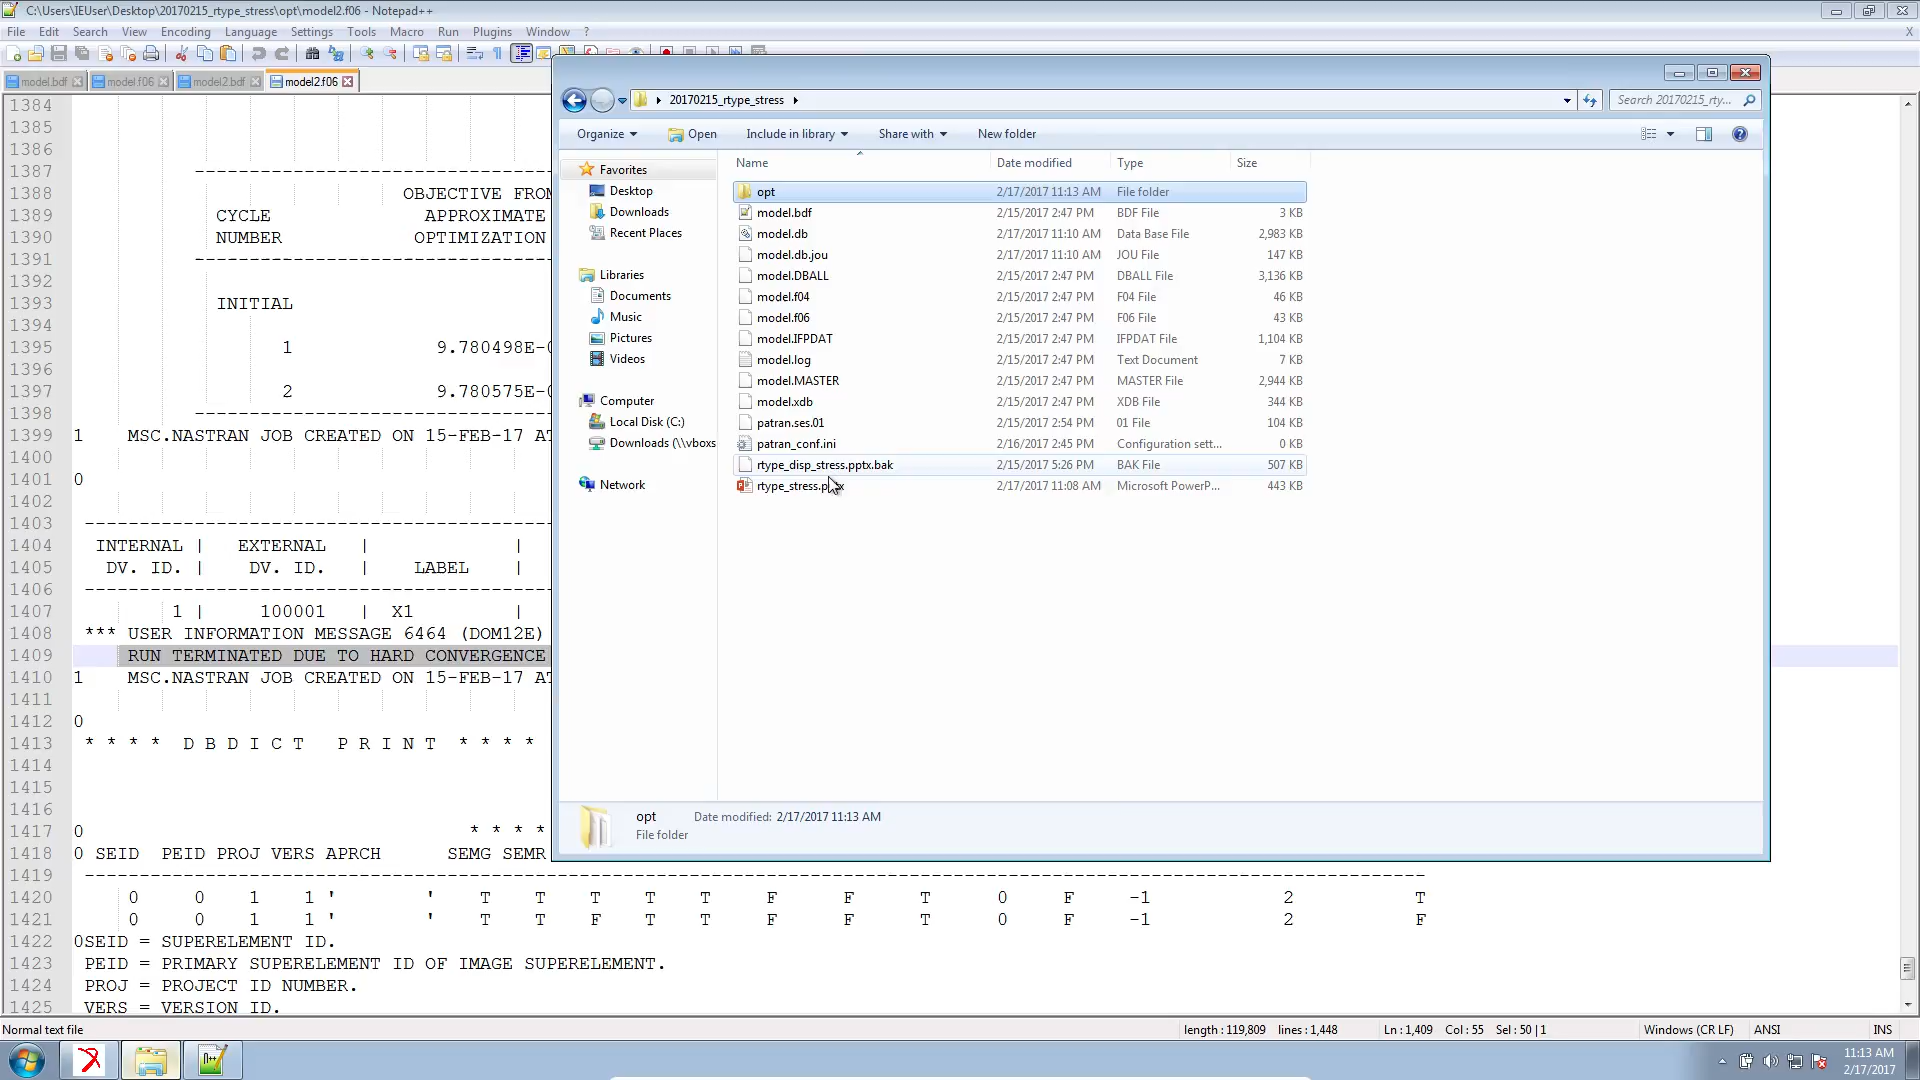 C:\Users\IEUser\Desktop\20170215_rtype_stress\opt\model2.f06 - Notepad++
File Edit Search View Encoding Language Settings Tools Macro Run Plugins Window ?
X
model.bdf model.f06 model2.bdf model2.f06
1384
1385
1386
1387 -----------------------------------
1388 OBJECTIVE FROM
1389 CYCLE APPROXIMATE
1390 NUMBER OPTIMIZATION
1391 -----------------------------------
1392
1393 INITIAL
1394
1395 1 9.780498E-0
1396
1397 2 9.780575E-0
1398 -----------------------------------
1399 1 MSC.NASTRAN JOB CREATED ON 15-FEB-17 AT
1400
1401 0
1402
1403 -----------------------------------
1404 INTERNAL | EXTERNAL | |
1405 DV. ID. | DV. ID. | LABEL |
1406 -----------------------------------
1407 1 | 100001 | X1 |
1408 *** USER INFORMATION MESSAGE 6464 (DOM12E)
1409 RUN TERMINATED DUE TO HARD CONVERGENCE
1410 1 MSC.NASTRAN JOB CREATED ON 15-FEB-17 AT
1411
1412 0
1413 * * * * D B D I C T P R I N T * * * *
1414
1415
1416
1417 0 * * * *
1418 0 SEID PEID PROJ VERS APRCH SEMG SEMR
1419 -----------------------------------
1420 0 0 1 1 ' ' T T T T T F F T 0 F -1 2 T
1421 0 0 1 1 ' ' T T F T T F F T 0 F -1 2 F
1422 0SEID = SUPERELEMENT ID.
1423 PEID = PRIMARY SUPERELEMENT ID OF IMAGE SUPERELEMENT.
1424 PROJ = PROJECT ID NUMBER.
1425 VERS = VERSION ID.
20170215_rtype_stress
Search 20170215_rty...
Organize Open Include in library Share with New folder
Favorites
Desktop
Downloads
Recent Places
Libraries
Documents
Music
Pictures
Videos
Computer
Local Disk (C:)
Downloads (\\vboxs
Network
Name Date modified Type Size
opt 2/17/2017 11:13 AM File folder
model.bdf 2/15/2017 2:47 PM BDF File 3 KB
model.db 2/17/2017 11:10 AM Data Base File 2,983 KB
model.db.jou 2/17/2017 11:10 AM JOU File 147 KB
model.DBALL 2/15/2017 2:47 PM DBALL File 3,136 KB
model.f04 2/15/2017 2:47 PM F04 File 46 KB
model.f06 2/15/2017 2:47 PM F06 File 43 KB
model.IFPDAT 2/15/2017 2:47 PM IFPDAT File 1,104 KB
model.log 2/15/2017 2:47 PM Text Document 7 KB
model.MASTER 2/15/2017 2:47 PM MASTER File 2,944 KB
model.xdb 2/15/2017 2:47 PM XDB File 344 KB
patran.ses.01 2/15/2017 2:54 PM 01 File 104 KB
patran_conf.ini 2/16/2017 2:45 PM Configuration sett... 0 KB
rtype_disp_stress.pptx.bak 2/15/2017 5:26 PM BAK File 507 KB
rtype_stress.pptx 2/17/2017 11:08 AM Microsoft PowerP... 443 KB
opt Date modified: 2/17/2017 11:13 AM
File folder
Normal text file length : 119,809 lines : 1,448 Ln : 1,409 Col : 55 Sel : 50 | 1 Windows (CR LF) ANSI INS
11:13 AM
2/17/2017